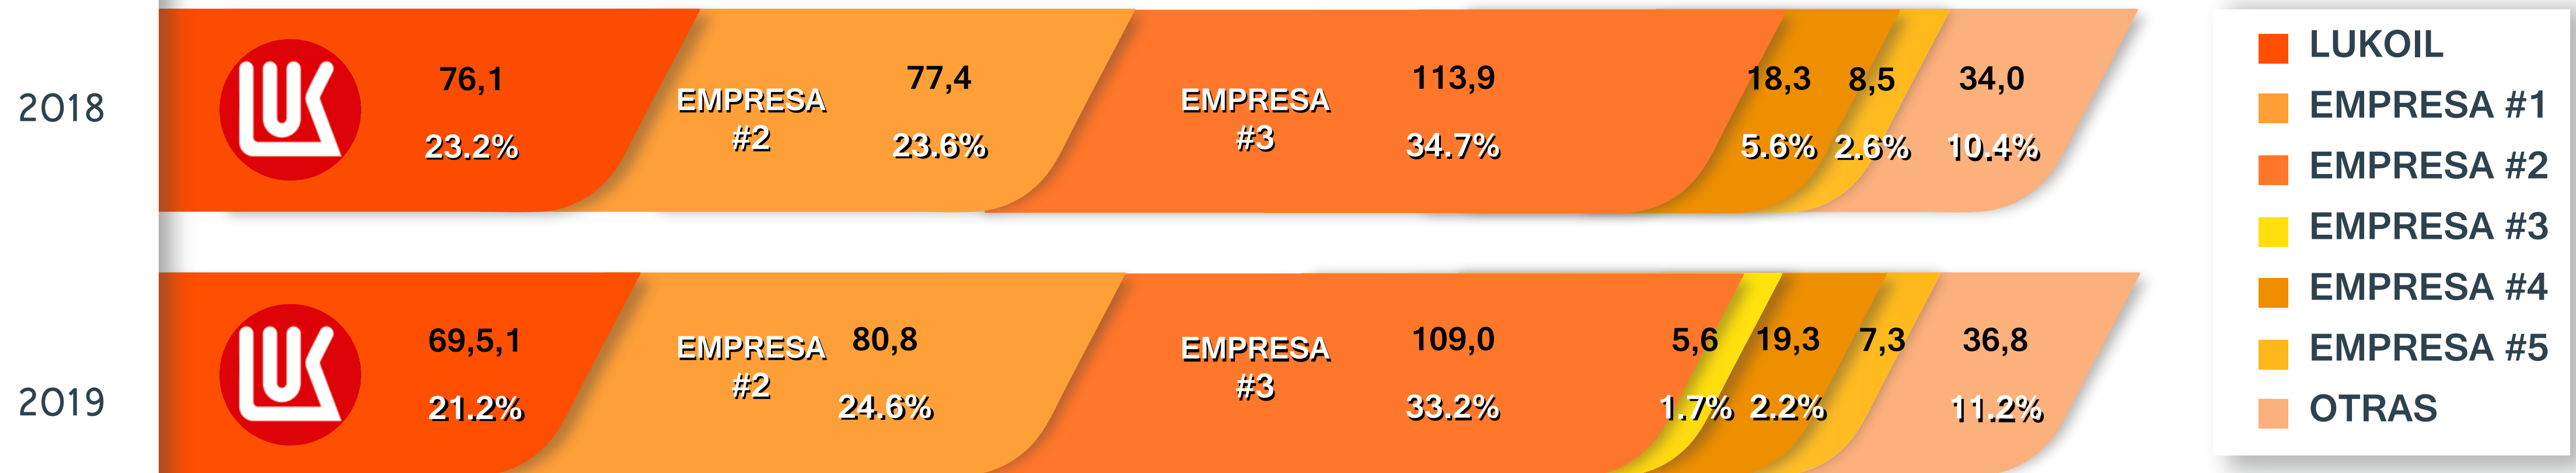 2018
LUK
76,1
23.2%
EMPRESA
#2
77,4
23.6%
EMPRESA
#3
113,9
34.7%
18,3
5.6%
8,5
2.6%
34,0
10.4%
2019
LUK
69,5,1
21.2%
EMPRESA
#2
80,8
24.6%
EMPRESA
#3
109,0
33.2%
5,6
1.7%
19,3
2.2%
7,3
36,8
11.2%
LUKOIL
EMPRESA #1
EMPRESA #2
EMPRESA #3
EMPRESA #4
EMPRESA #5
OTRAS